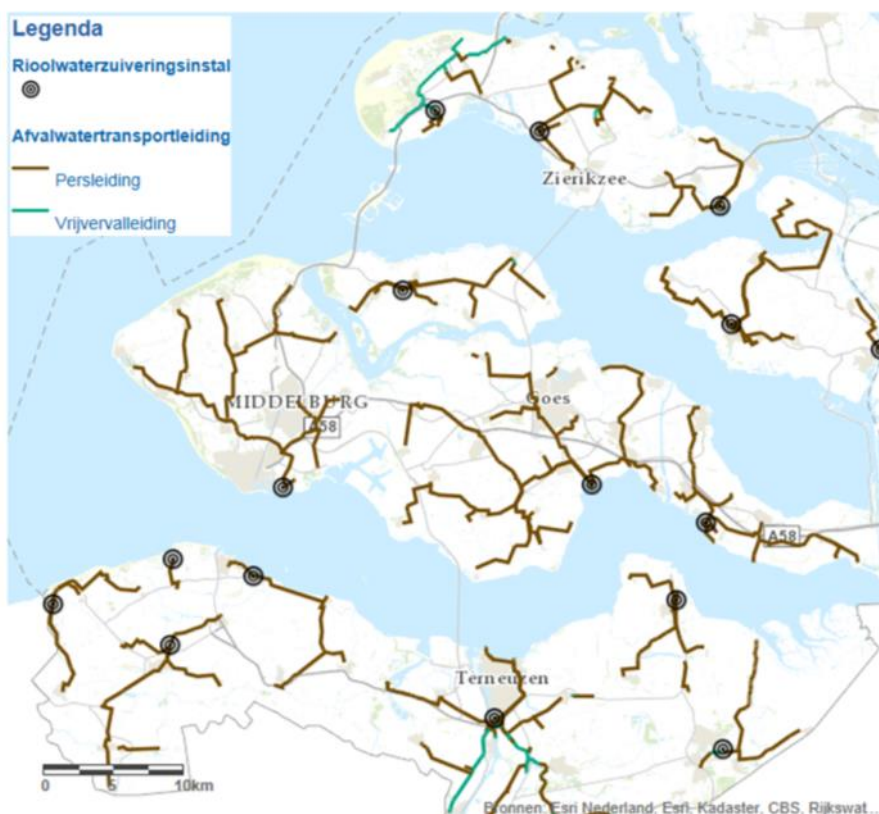 Legenda
Rioolwaterzuiveringsinstal
Afvalwatertransportleiding
Persleiding
Vrijvervalleiding
Zierikzee
MIDDELBURG
A58
Goes
A58
Terneuzen
0 5 10km
Bronnen: Esri Nederland, Esri, Kadaster, CBS, Rijkswat...